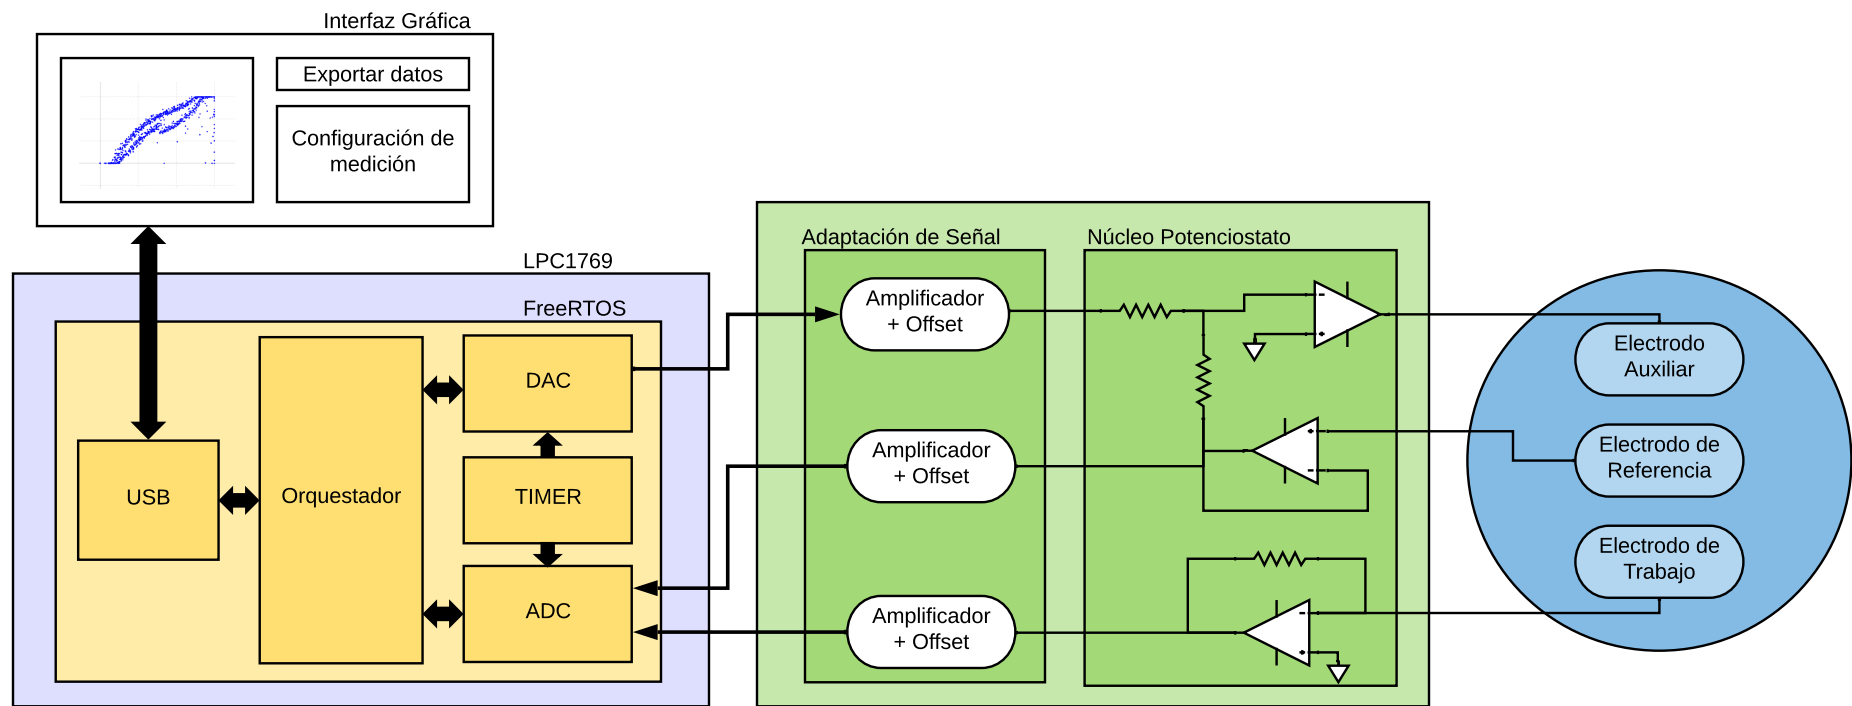 Interfaz Gráfica
Exportar datos
Configuración de
medición
LPC1769
FreeRTOS
USB
Orquestador
DAC
TIMER
ADC
Adaptación de Señal
Amplificador
+ Offset
Amplificador
+ Offset
Amplificador
+ Offset
Núcleo Potenciostato
Electrodo
Auxiliar
Electrodo de
Referencia
Electrodo de
Trabajo